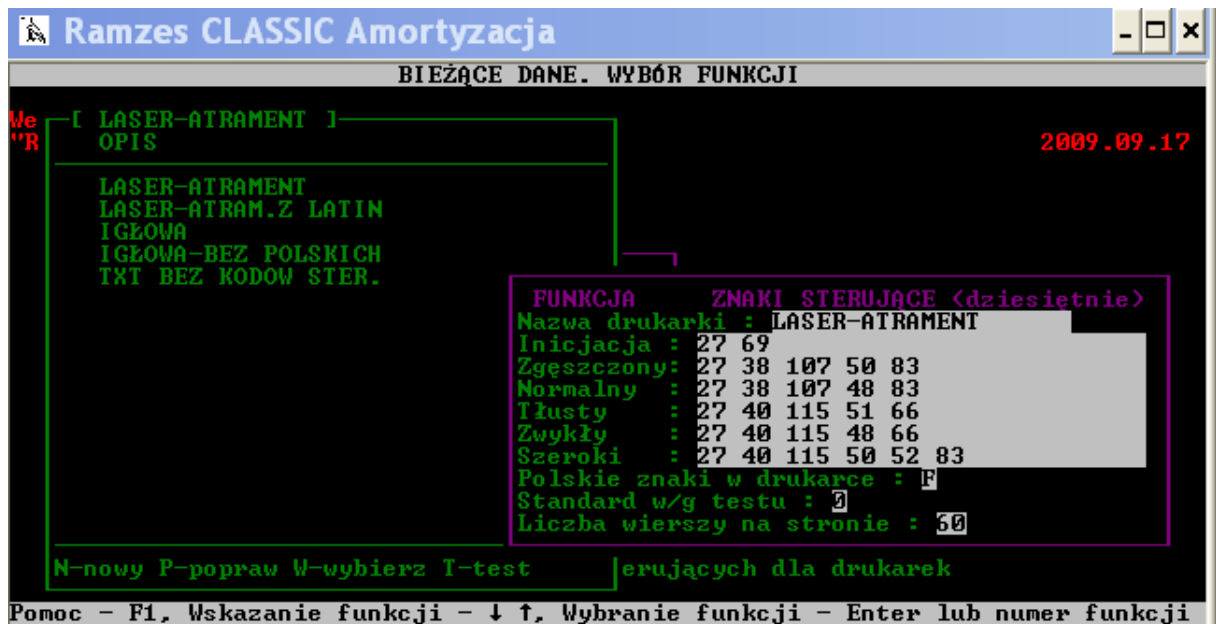 Ramzes CLASSIC Amortyzacja
BIEŻĄCE DANE. WYBÓR FUNKCJI
We
"R
2009.09.17
[ LASER-ATRAMENT ]
OPIS
LASER-ATRAMENT
LASER-ATRAM.Z LATIN
IGŁOWA
IGŁOWA-BEZ POLSKICH
TXT BEZ KODOW STER.
N-nowy P-popraw W-wybierz T-test
FUNKCJA ZNAKI STERUJĄCE (dziesiętnie)
Nazwa drukarki : LASER-ATRAMENT
Inicjacja : 27 69
Zgęszczony: 27 38 107 50 83
Normalny : 27 38 107 48 83
Tłusty : 27 40 115 51 66
Zwykły : 27 40 115 48 66
Szeroki : 27 40 115 50 52 83
Polskie znaki w drukarce : F
Standard w/g testu : 0
Liczba wierszy na stronie : 60
erujących dla drukarek
Pomoc - F1, Wskazanie funkcji - ↓ ↑, Wybranie funkcji - Enter lub numer funkcji